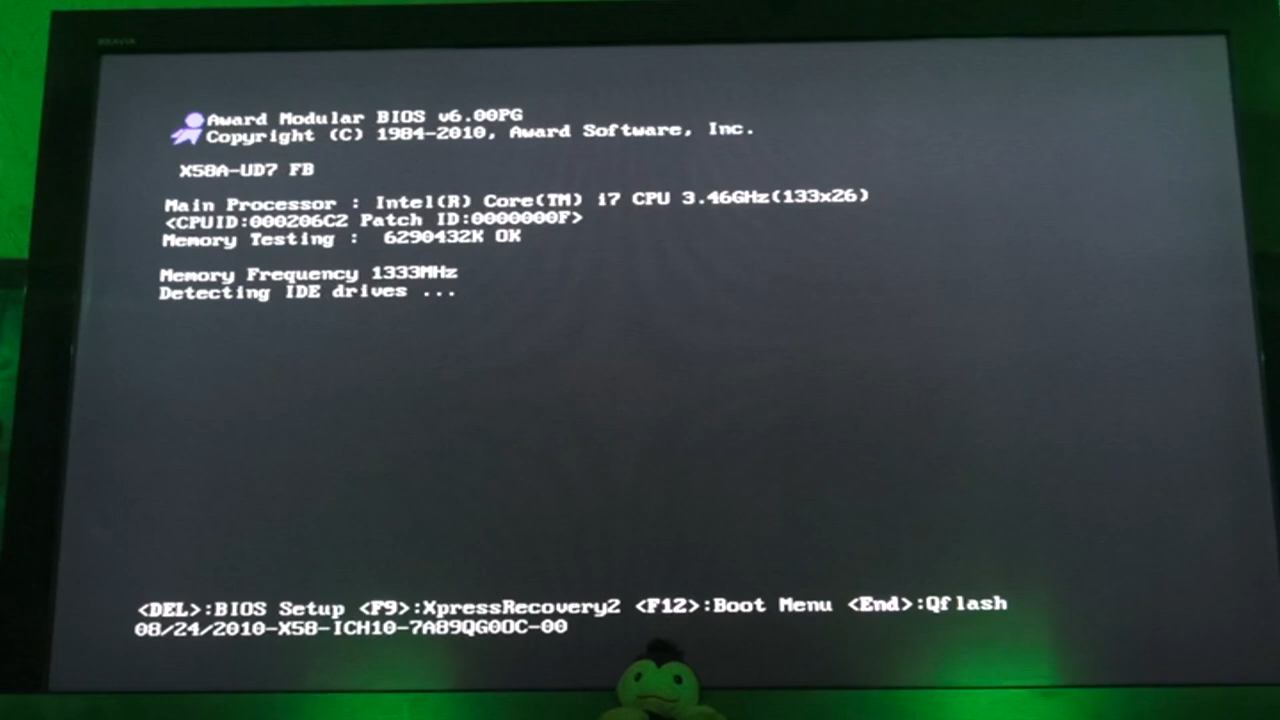 BRAVIA
Award Modular BIOS v6.00PG
Copyright (C) 1984-2010, Award Software, Inc.
X58A-UD7 FB
Main Processor : Intel(R) Core(TM) i7 CPU 3.46GHz(133x26)
<CPUID:000206C2 Patch ID:0000000F>
Memory Testing : 6290432K OK
Memory Frequency 1333MHz
Detecting IDE drives ...
<DEL>:BIOS Setup <F9>:XpressRecovery2 <F12>:Boot Menu <End>:Qflash
08/24/2010-X58-ICH10-7A89QG0OC-00